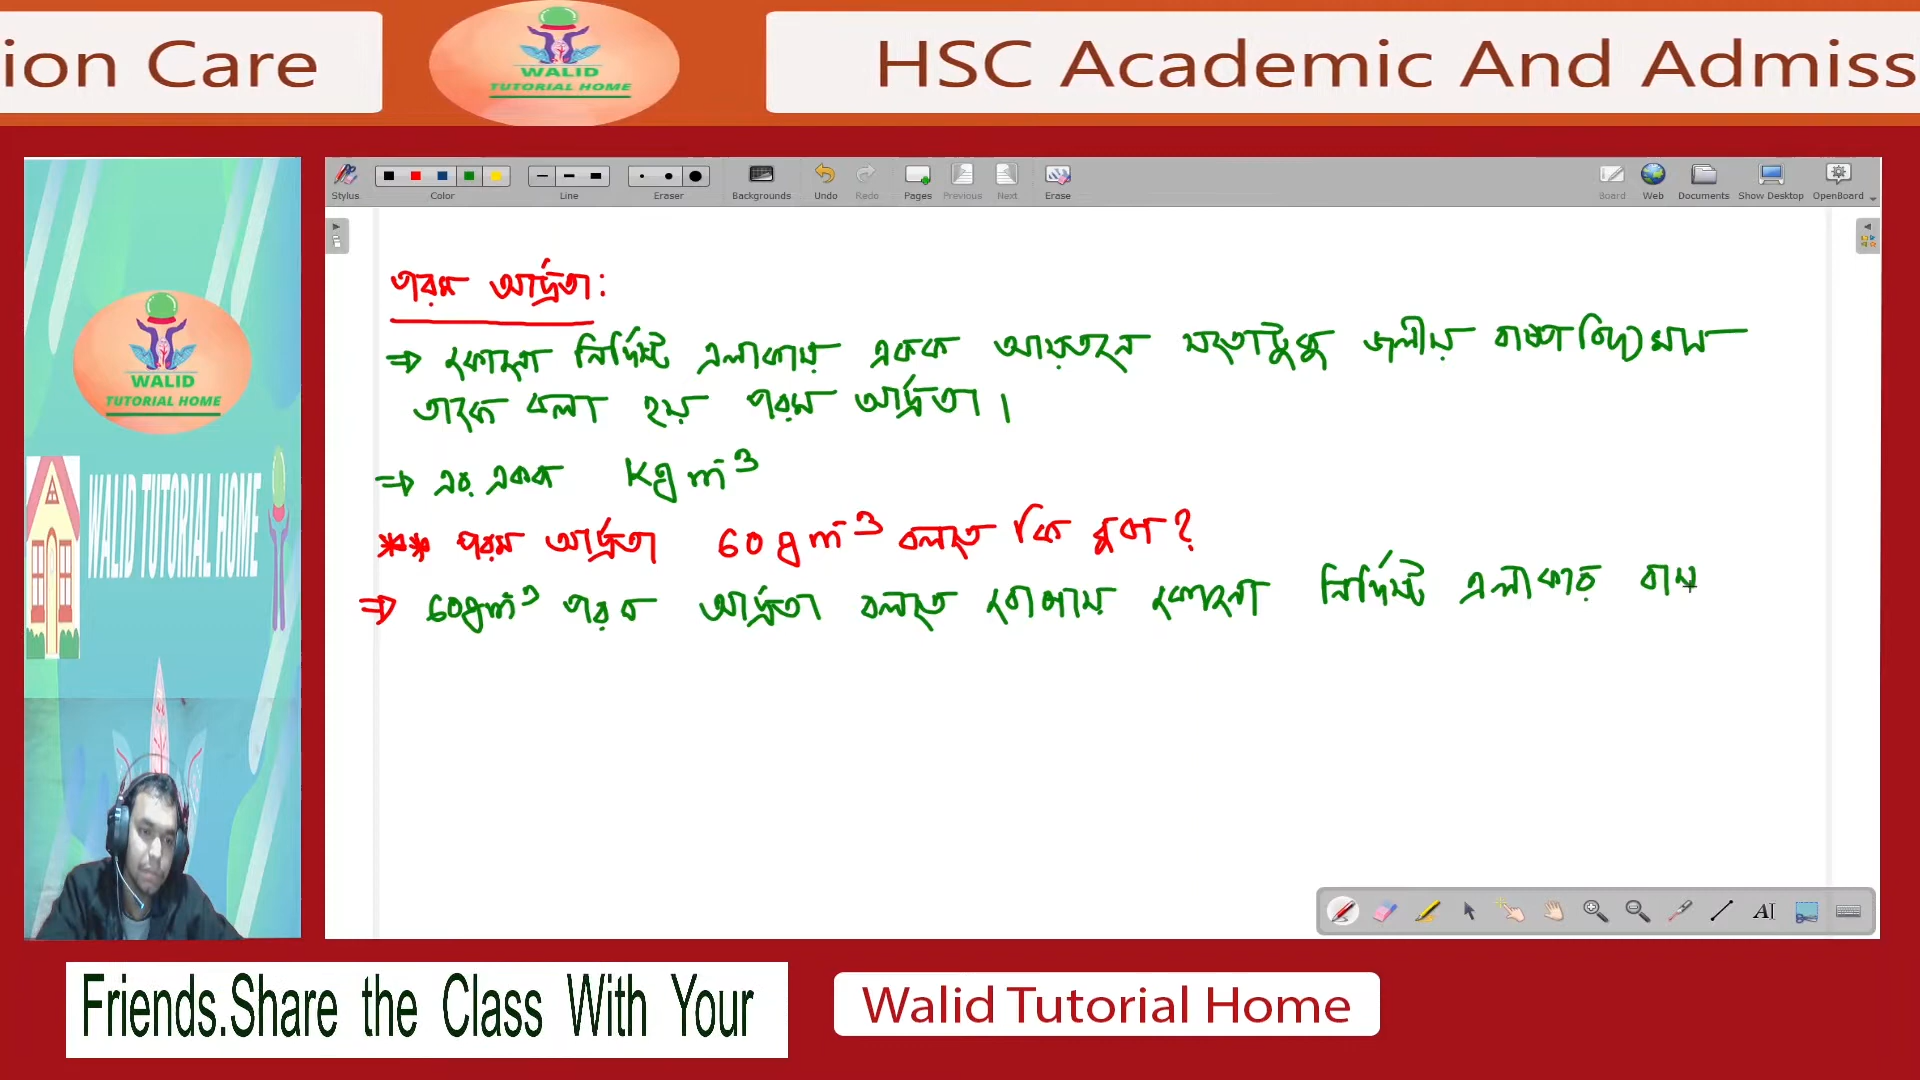 ion Care
WALID
TUTORIAL HOME
HSC Academic And Admiss
Stylus
Color
Line
Eraser
Backgrounds
Undo
Redo
Pages
Previous
Next
Erase
Board
Web
Documents
Show Desktop
OpenBoard
WALID
TUTORIAL HOME
WALID TUTORIAL HOME
পরম আর্দ্রতা:
⇒ কোনো নির্দিষ্ট এলাকায় একক আয়তনে যতোটুকু জলীয় বাষ্প বিদ্যমান
তাকে বলা হয় পরম আর্দ্রতা।
⇒ এর একক Kg m⁻³
** পরম আর্দ্রতা 60 g m⁻³ বলতে কি বুঝ?
⇒ 60gm⁻³ পরম আর্দ্রতা বলতে বোঝায় কোনো নির্দিষ্ট এলাকার বায়
Friends.Share the Class With Your
Walid Tutorial Home